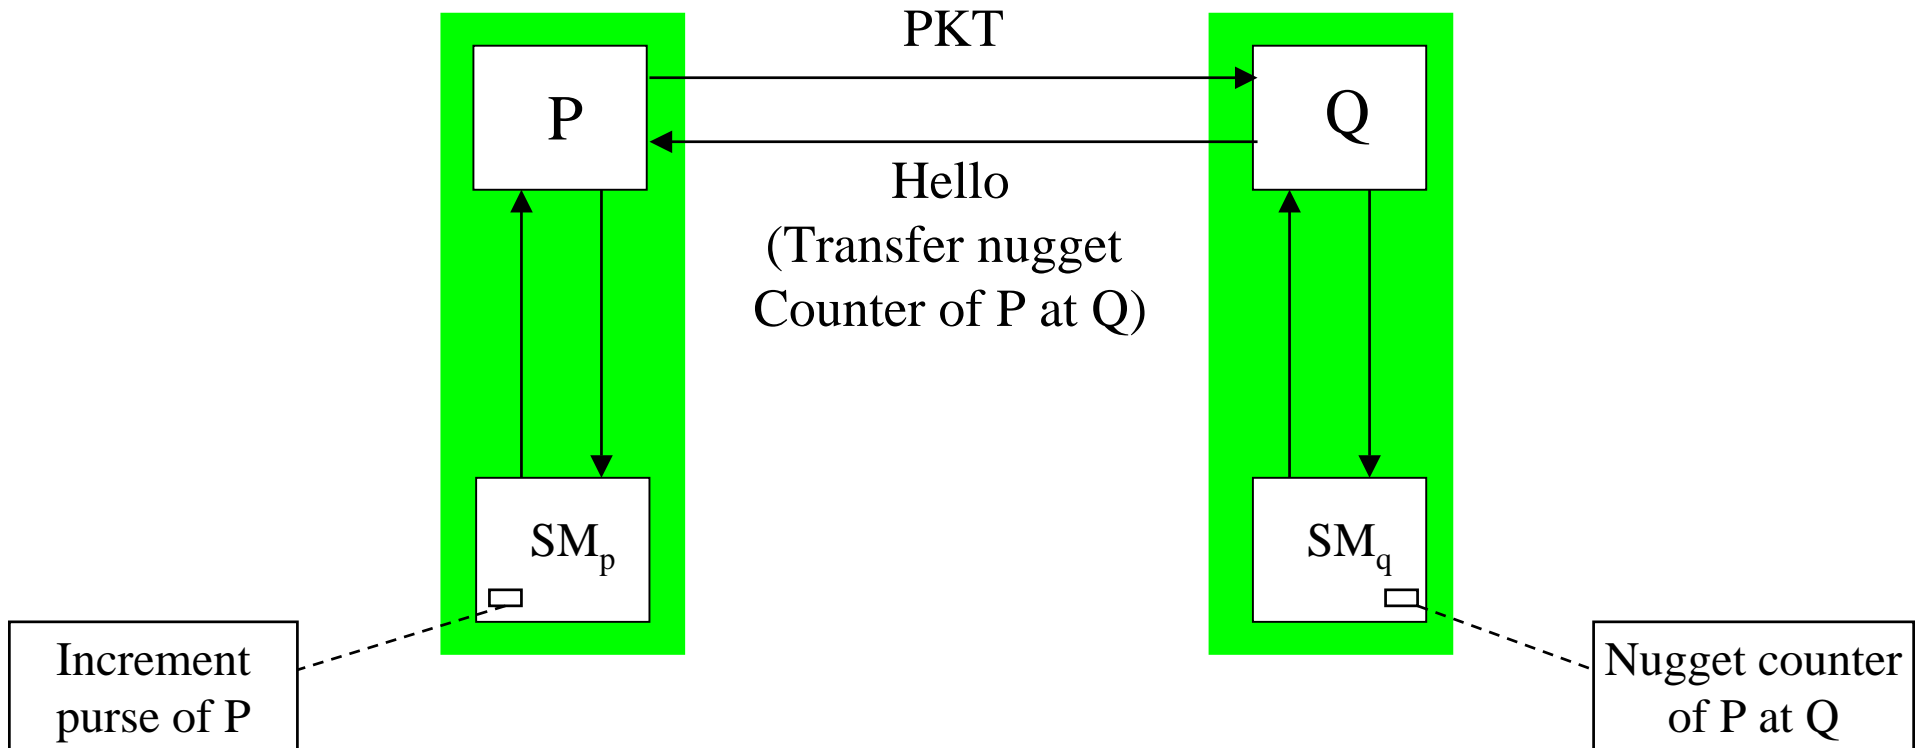 PKT
P
Q
Hello
(Transfer nugget
Counter of P at Q)
SMp
SMq
Increment
purse of P
Nugget counter
of P at Q